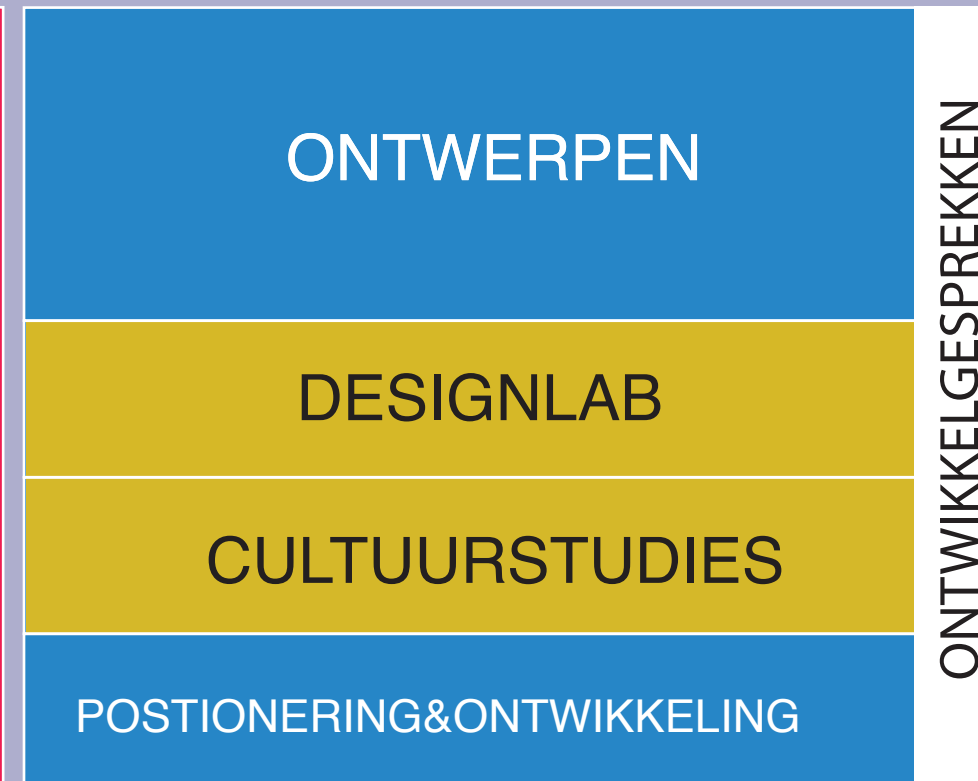 ONTWERPEN
DESIGNLAB
CULTUURSTUDIES
POSTIONERING&ONTWIKKELING
ONTWIKKELGESPREKKEN